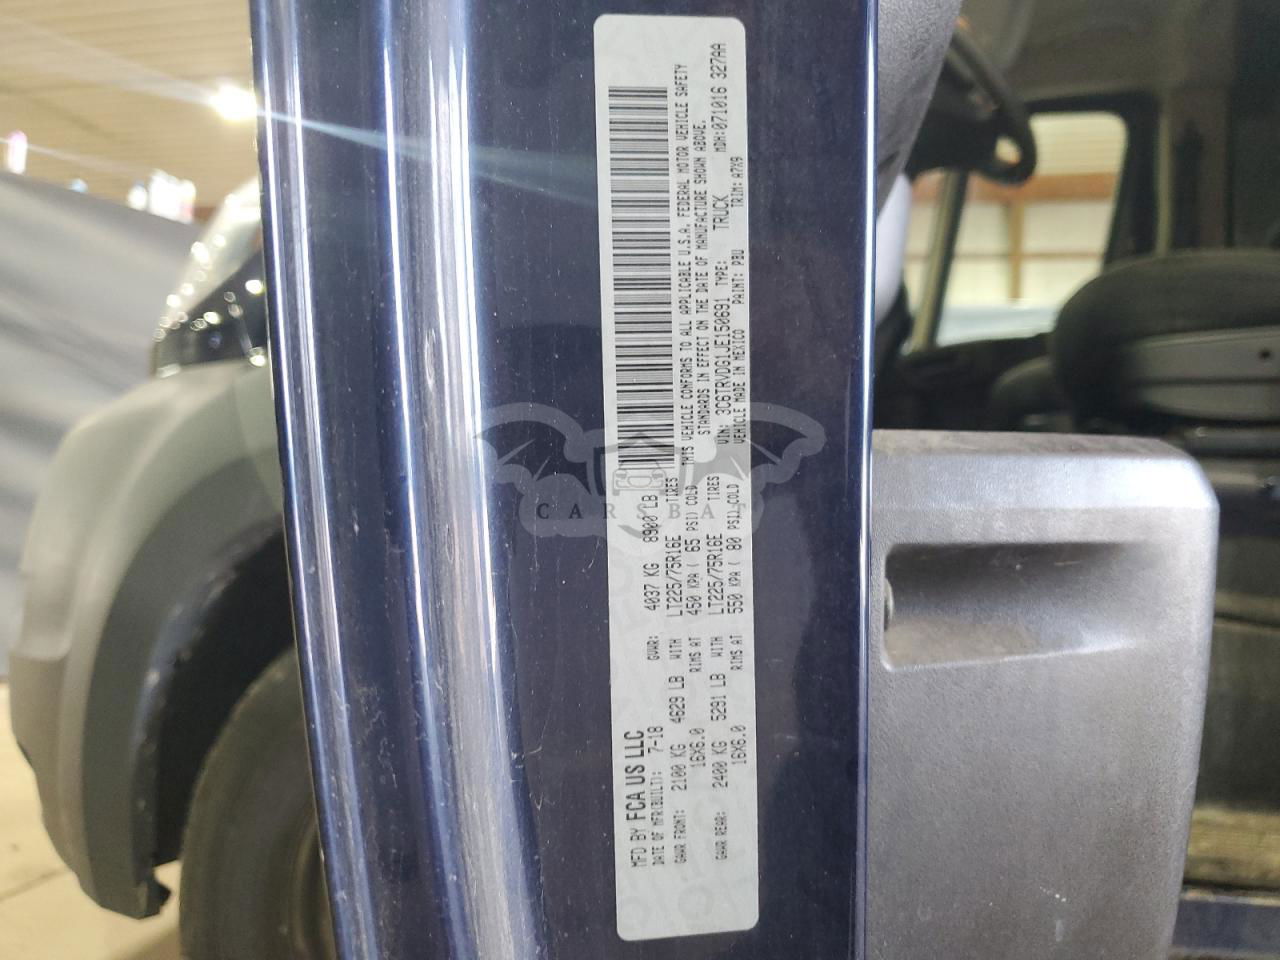 MFD BY FCA US LLC
DATE OF MFR(BUILT): 7-18 GVWR: 4037 KG 8900 LB
GAWR FRONT: 2100 KG 4629 LB WITH LT225/75R16E TIRES
16X6.0 RIMS AT 450 KPA ( 65 PSI) COLD
GAWR REAR: 2400 KG 5291 LB WITH LT225/75R16E TIRES
16X6.0 RIMS AT 550 KPA ( 80 PSI) COLD
THIS VEHICLE CONFORMS TO ALL APPLICABLE U.S.A. FEDERAL MOTOR VEHICLE SAFETY
STANDARDS IN EFFECT ON THE DATE OF MANUFACTURE SHOWN ABOVE.
VIN: 3C6TRVDG1JE150691 TYPE: TRUCK MDH:071016 327AA
VEHICLE MADE IN MEXICO PAINT: PBU TRIM: A7X9
CARSBAT